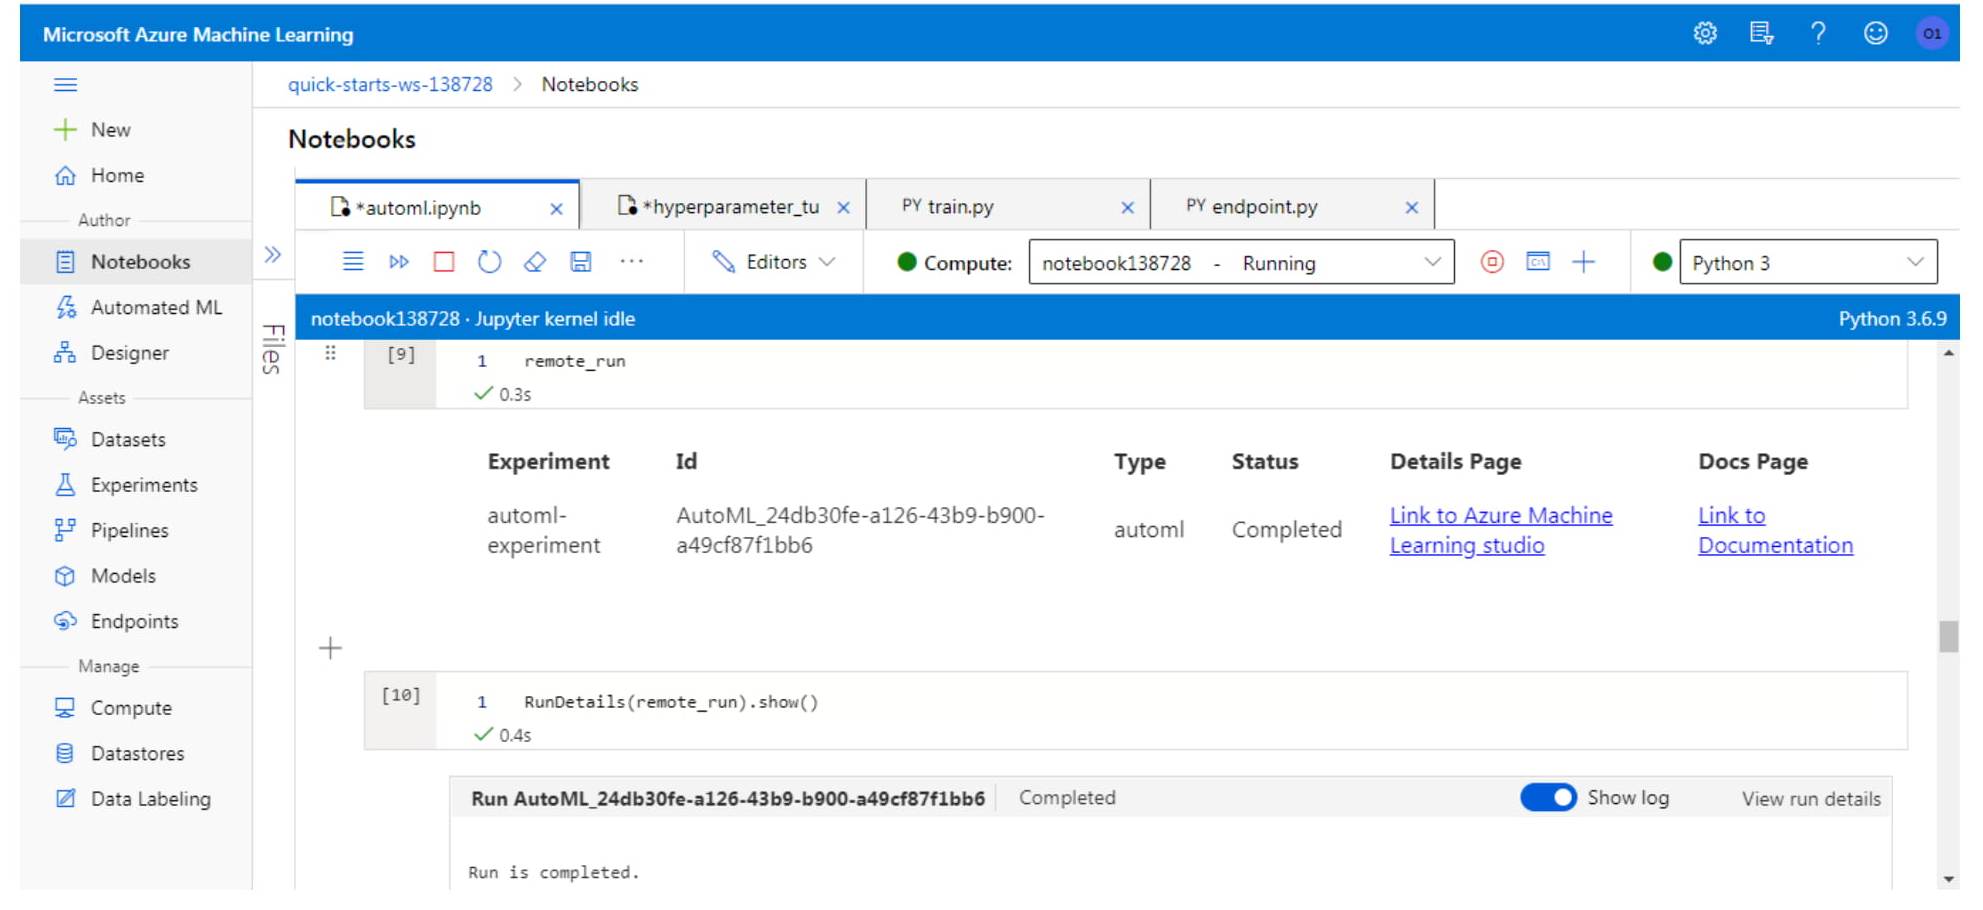 Microsoft Azure Machine Learning
O1
quick-starts-ws-138728 > Notebooks
New
Notebooks
Home
*automl.ipynb
*hyperparameter_tu
PY train.py
PY endpoint.py
Author
Notebooks
Editors
Compute:
notebook138728 - Running
Python 3
Automated ML
Files
notebook138728 · Jupyter kernel idle
Python 3.6.9
Designer
[9]
1 remote_run
0.3s
Assets
Datasets
Experiment Id Type Status Details Page Docs Page
Experiments
automl-
experiment
AutoML_24db30fe-a126-43b9-b900-
a49cf87f1bb6
automl
Completed
Link to Azure Machine
Learning studio
Link to
Documentation
Pipelines
Models
Endpoints
Manage
[10]
1 RunDetails(remote_run).show()
0.4s
Compute
Datastores
Data Labeling
Run AutoML_24db30fe-a126-43b9-b900-a49cf87f1bb6
Completed
Show log
View run details
Run is completed.